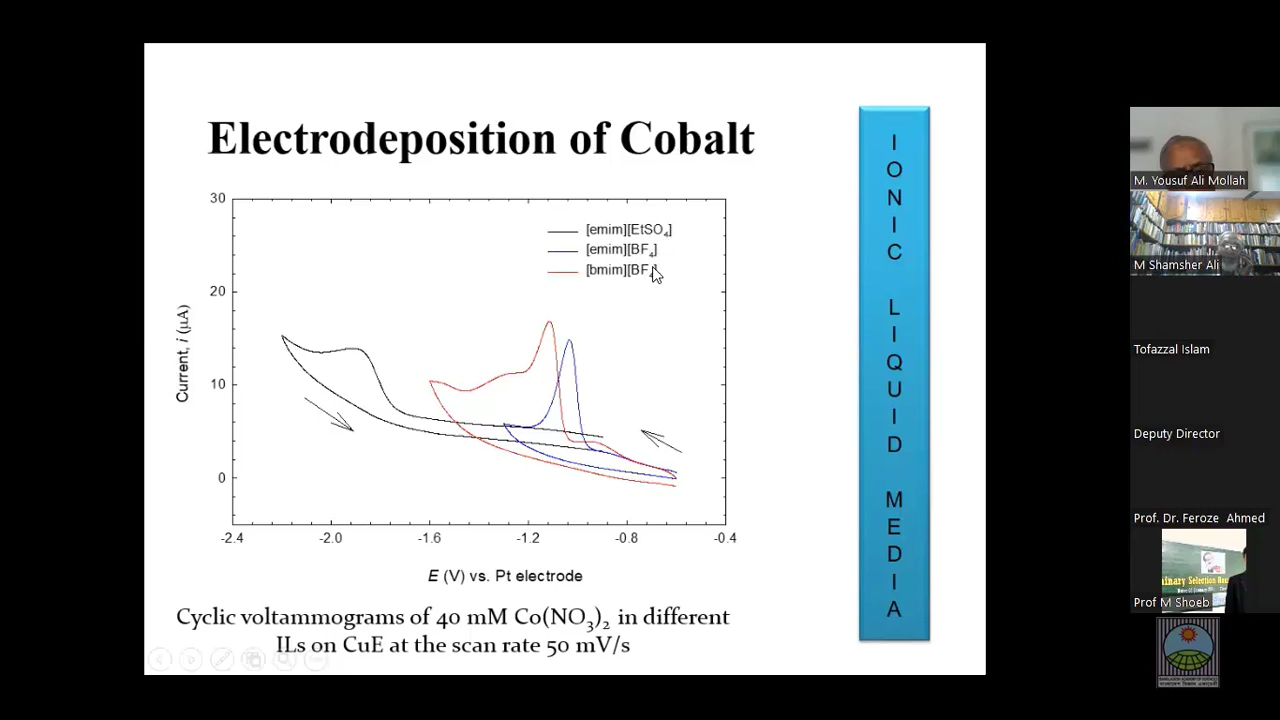 Electrodeposition of Cobalt
30
20
10
0
Current, i (μA)
[emim][EtSO4]
[emim][BF4]
[bmim][BF4]
-2.4 -2.0 -1.6 -1.2 -0.8 -0.4
E (V) vs. Pt electrode
Cyclic voltammograms of 40 mM Co(NO3)2 in different
ILs on CuE at the scan rate 50 mV/s
IONIC LIQUID MEDIA
M. Yousuf Ali Mollah
M Shamsher Ali
Tofazzal Islam
Deputy Director
Prof. Dr. Feroze Ahmed
Prof M Shoeb